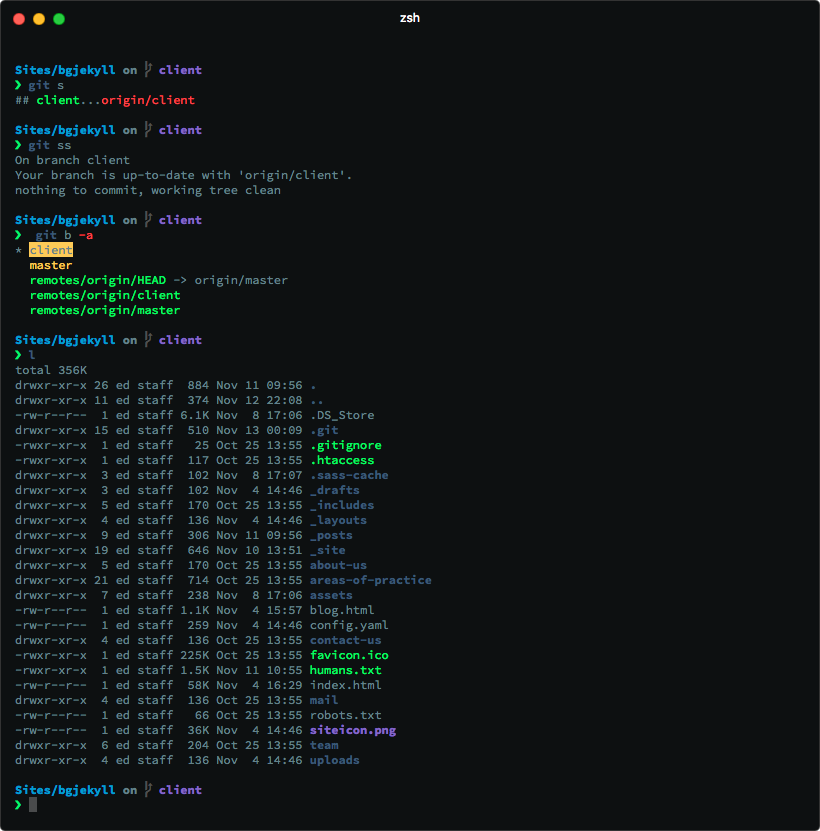 zsh
Sites/bgjekyll on client
❯ git s
## client...origin/client
Sites/bgjekyll on client
❯ git ss
On branch client
Your branch is up-to-date with 'origin/client'.
nothing to commit, working tree clean
Sites/bgjekyll on client
❯  git b -a
* client
  master
  remotes/origin/HEAD -> origin/master
  remotes/origin/client
  remotes/origin/master
Sites/bgjekyll on client
❯ l
total 356K
drwxr-xr-x 26 ed staff  884 Nov 11 09:56 .
drwxr-xr-x 11 ed staff  374 Nov 12 22:08 ..
-rw-r--r--  1 ed staff 6.1K Nov  8 17:06 .DS_Store
drwxr-xr-x 15 ed staff  510 Nov 13 00:09 .git
-rwxr-xr-x  1 ed staff   25 Oct 25 13:55 .gitignore
-rwxr-xr-x  1 ed staff  117 Oct 25 13:55 .htaccess
drwxr-xr-x  3 ed staff  102 Nov  8 17:07 .sass-cache
drwxr-xr-x  3 ed staff  102 Nov  4 14:46 _drafts
drwxr-xr-x  5 ed staff  170 Oct 25 13:55 _includes
drwxr-xr-x  4 ed staff  136 Nov  4 14:46 _layouts
drwxr-xr-x  9 ed staff  306 Nov 11 09:56 _posts
drwxr-xr-x 19 ed staff  646 Nov 10 13:51 _site
drwxr-xr-x  5 ed staff  170 Oct 25 13:55 about-us
drwxr-xr-x 21 ed staff  714 Oct 25 13:55 areas-of-practice
drwxr-xr-x  7 ed staff  238 Nov  8 17:06 assets
-rw-r--r--  1 ed staff 1.1K Nov  4 15:57 blog.html
-rw-r--r--  1 ed staff  259 Nov  4 14:46 config.yaml
drwxr-xr-x  4 ed staff  136 Oct 25 13:55 contact-us
-rwxr-xr-x  1 ed staff 225K Oct 25 13:55 favicon.ico
-rwxr-xr-x  1 ed staff 1.5K Nov 11 10:55 humans.txt
-rw-r--r--  1 ed staff  58K Nov  4 16:29 index.html
drwxr-xr-x  4 ed staff  136 Oct 25 13:55 mail
-rw-r--r--  1 ed staff   66 Oct 25 13:55 robots.txt
-rw-r--r--  1 ed staff  36K Nov  4 14:46 siteicon.png
drwxr-xr-x  6 ed staff  204 Oct 25 13:55 team
drwxr-xr-x  4 ed staff  136 Nov  4 14:46 uploads
Sites/bgjekyll on client
❯